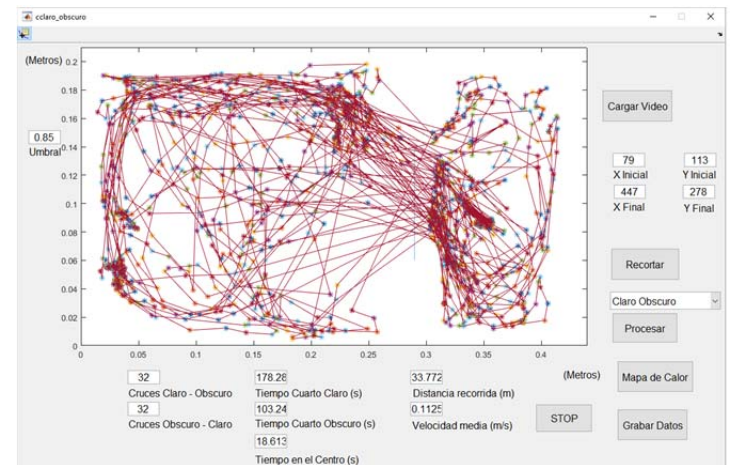 cclaro_obscuro
(Metros)
0.2
0.18
0.16
0.14
0.12
0.1
0.08
0.06
0.04
0.02
0
0.85
Umbral
0 0.05 0.1 0.15 0.2 0.25 0.3 0.35 0.4
(Metros)
Cargar Video
79 113
X Inicial Y Inicial
447 278
X Final Y Final
Recortar
Claro Obscuro
Procesar
Mapa de Calor
Grabar Datos
STOP
32 178.28 33.772
Cruces Claro - Obscuro Tiempo Cuarto Claro (s) Distancia recorrida (m)
32 103.24 0.1125
Cruces Obscuro - Claro Tiempo Cuarto Obscuro (s) Velocidad media (m/s)
18.613
Tiempo en el Centro (s)